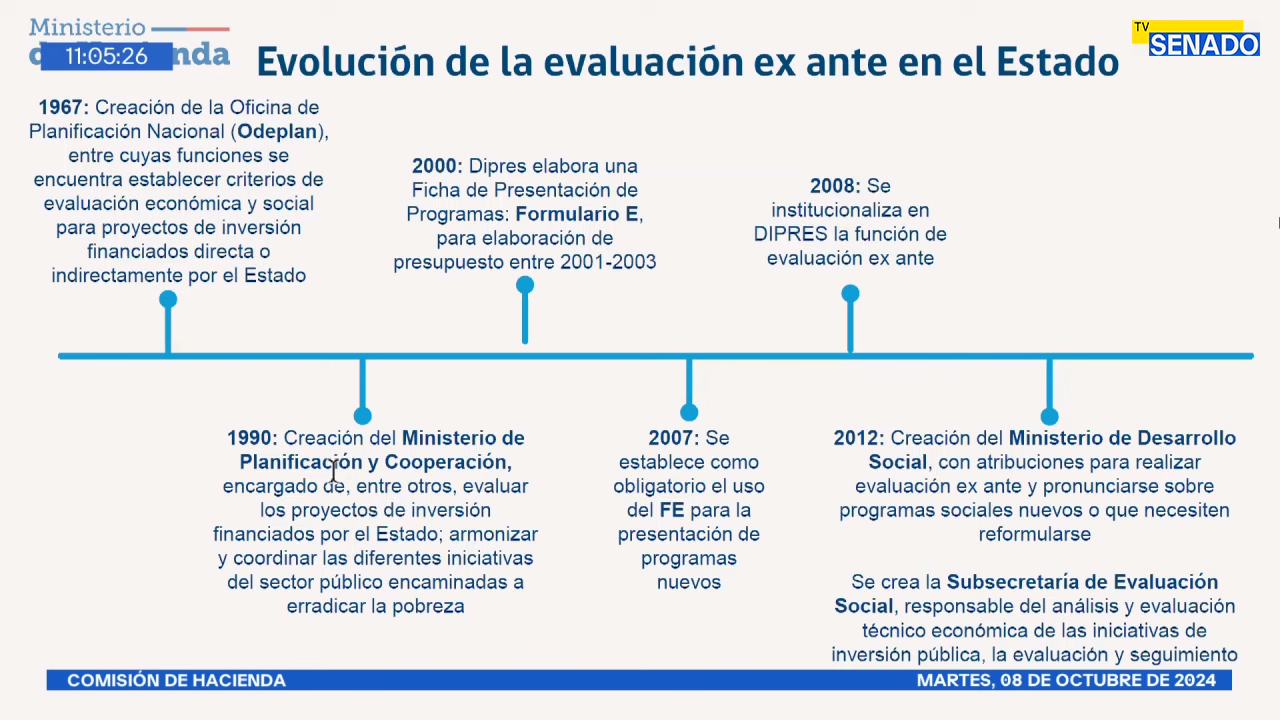 Ministerio
11:05:26
Evolución de la evaluación ex ante en el Estado
TV
SENADO
1967: Creación de la Oficina de
Planificación Nacional (Odeplan),
entre cuyas funciones se
encuentra establecer criterios de
evaluación económica y social
para proyectos de inversión
financiados directa o
indirectamente por el Estado
2000: Dipres elabora una
Ficha de Presentación de
Programas: Formulario E,
para elaboración de
presupuesto entre 2001-2003
2008: Se
institucionaliza en
DIPRES la función de
evaluación ex ante
1990: Creación del Ministerio de
Planificación y Cooperación,
encargado de, entre otros, evaluar
los proyectos de inversión
financiados por el Estado; armonizar
y coordinar las diferentes iniciativas
del sector público encaminadas a
erradicar la pobreza
2007: Se
establece como
obligatorio el uso
del FE para la
presentación de
programas
nuevos
2012: Creación del Ministerio de Desarrollo
Social, con atribuciones para realizar
evaluación ex ante y pronunciarse sobre
programas sociales nuevos o que necesiten
reformularse
Se crea la Subsecretaría de Evaluación
Social, responsable del análisis y evaluación
técnico económica de las iniciativas de
inversión pública, la evaluación y seguimiento
COMISIÓN DE HACIENDA
MARTES, 08 DE OCTUBRE DE 2024